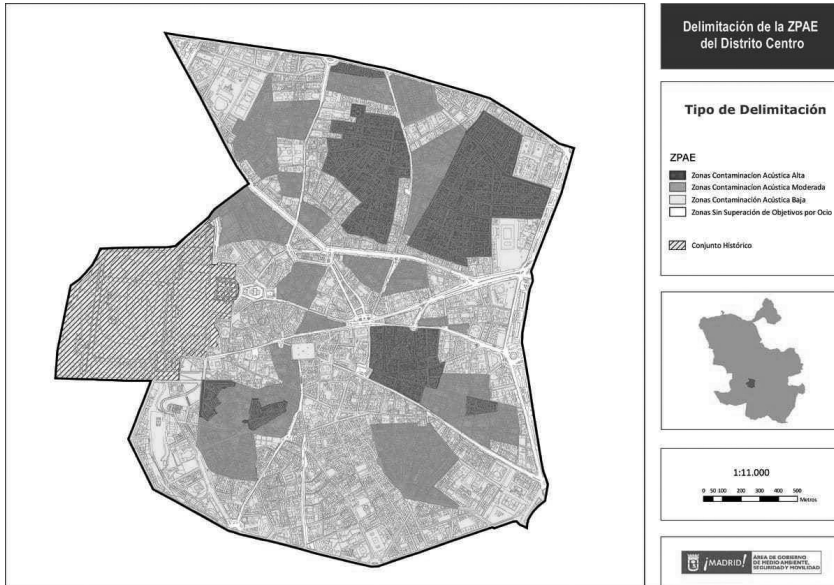 Delimitación de la ZPAE
del Distrito Centro
Tipo de Delimitación
ZPAE
Zonas Contaminacíon Acústica Alta
Zonas Contaminacíon Acústica Moderada
Zonas Contaminación Acústica Baja
Zonas Sin Superación de Objetivos por Ocio
Conjunto Histórico
1:11.000
0 50 100 200 300 400 500
Metros
¡MADRID!
ÁREA DE GOBIERNO
DE MEDIO AMBIENTE,
SEGURIDAD Y MOVILIDAD